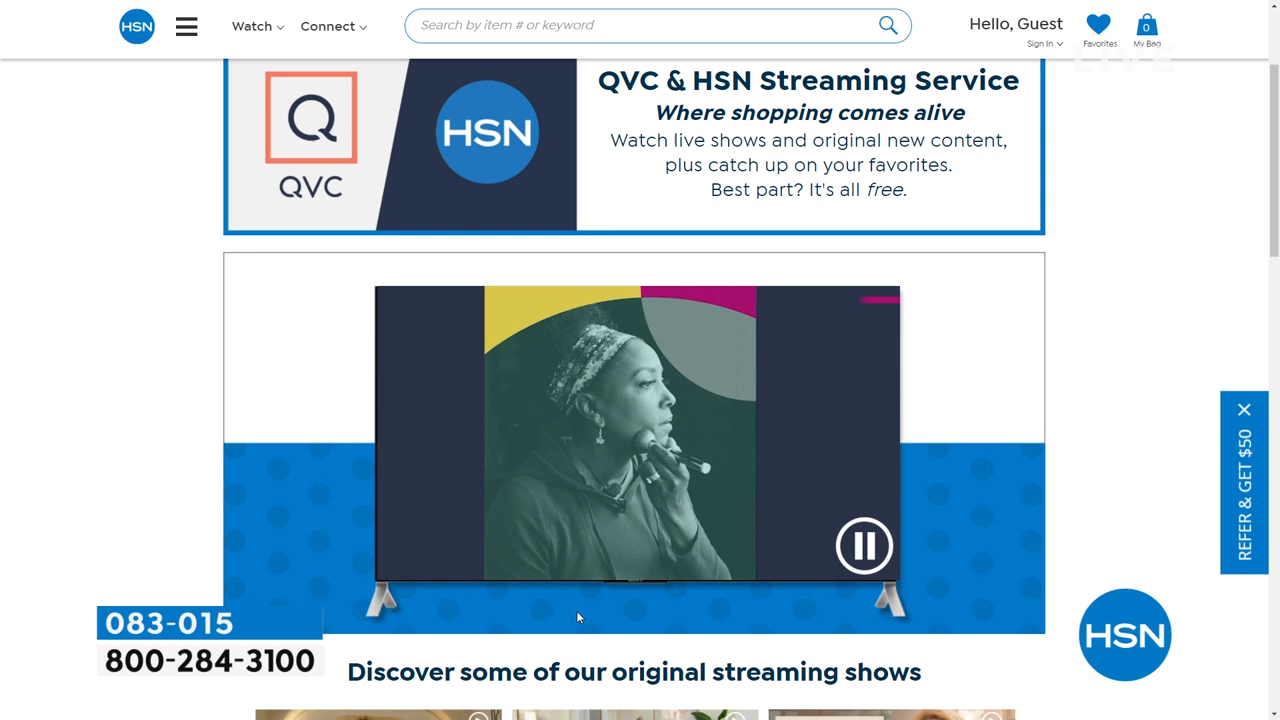 HSN
Watch
Connect
Search by item # or keyword
Hello, Guest
Sign In
Favorites
0
My Bag
LIVE
Q
QVC
HSN
QVC & HSN Streaming Service
Where shopping comes alive
Watch live shows and original new content,
plus catch up on your favorites.
Best part? It's all free.
REFER & GET $50
083-015
800-284-3100
HSN
Discover some of our original streaming shows